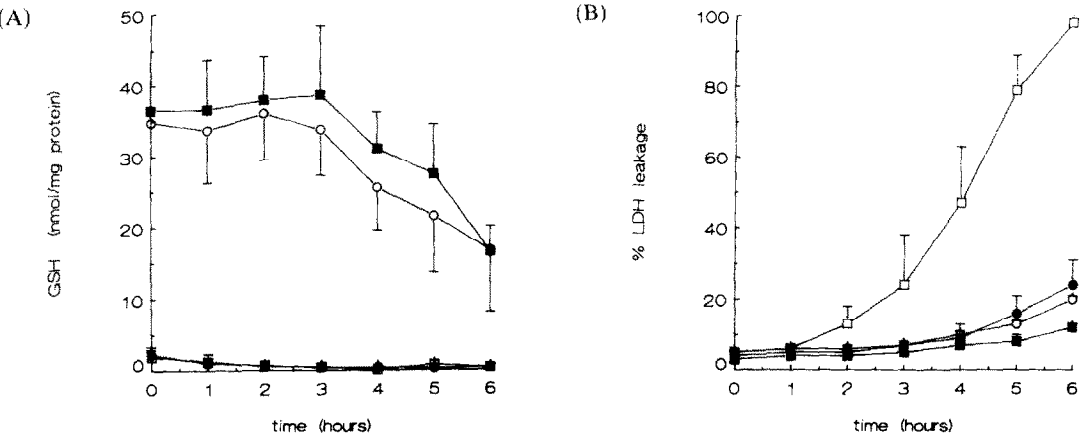 (A)
50
40
30
20
10
0
GSH (nmol/mg protein)
0 1 2 3 4 5 6
time (hours)
(B)
100
80
60
40
20
0
% LDH leakage
0 1 2 3 4 5 6
time (hours)